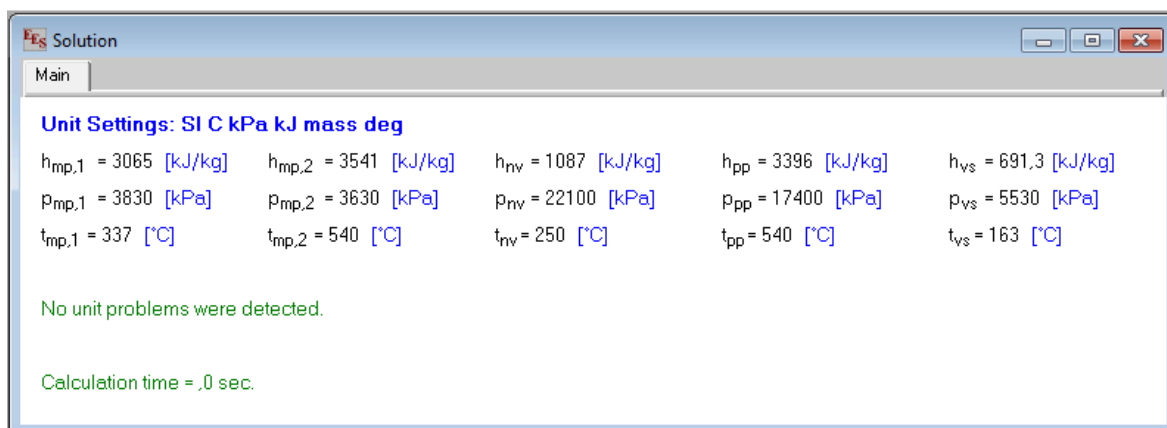 EES Solution
Main
Unit Settings: SI C kPa kJ mass deg
hmp,1 = 3065 [kJ/kg] hmp,2 = 3541 [kJ/kg] hnv = 1087 [kJ/kg] hpp = 3396 [kJ/kg] hvs = 691,3 [kJ/kg]
pmp,1 = 3830 [kPa] pmp,2 = 3630 [kPa] pnv = 22100 [kPa] ppp = 17400 [kPa] pvs = 5530 [kPa]
tmp,1 = 337 [°C] tmp,2 = 540 [°C] tnv = 250 [°C] tpp = 540 [°C] tvs = 163 [°C]
No unit problems were detected.
Calculation time = ,0 sec.